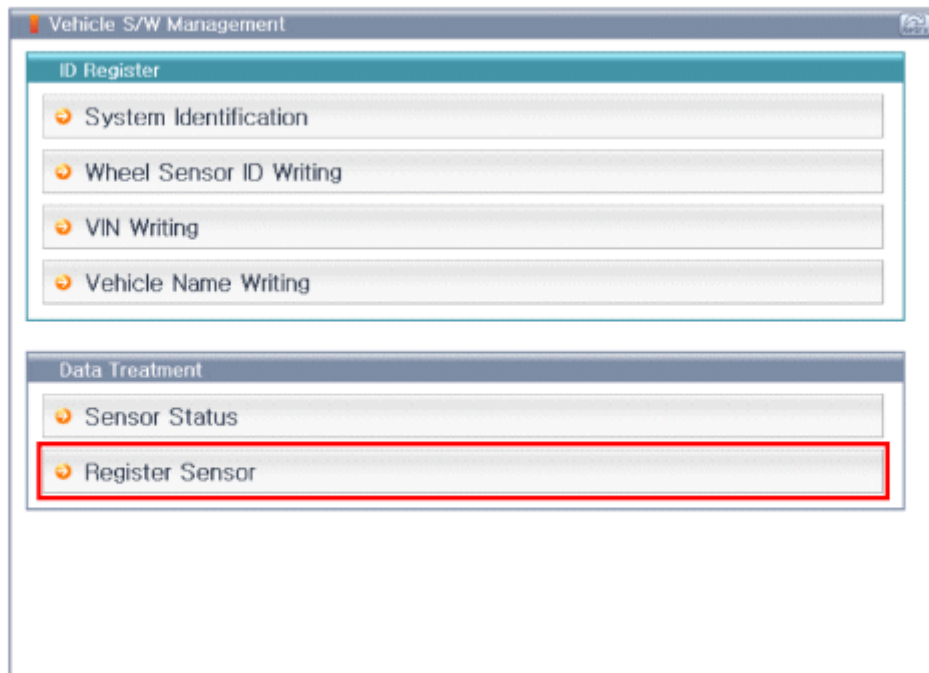 Vehicle S/W Management
ID Register
System Identification
Wheel Sensor ID Writing
VIN Writing
Vehicle Name Writing
Data Treatment
Sensor Status
Register Sensor